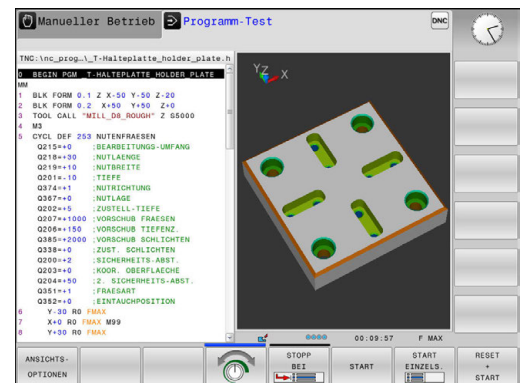 Manueller Betrieb
Programm-Test
DNC
TNC:\nc_prog…\_T-Halteplatte_holder_plate.h
0 BEGIN PGM _T-HALTEPLATTE_HOLDER_PLATE
MM
1 BLK FORM 0.1 Z X-50 Y-50 Z-20
2 BLK FORM 0.2 X+50 Y+50 Z+0
3 TOOL CALL "MILL_D8_ROUGH" Z S5000
4 M3
5 CYCL DEF 253 NUTENFRAESEN
Q215=+0 ;BEARBEITUNGS-UMFANG
Q218=+30 ;NUTLAENGE
Q219=+10 ;NUTBREITE
Q201=-10 ;TIEFE
Q374=+1 ;NUTRICHTUNG
Q367=+0 ;NUTLAGE
Q202=+5 ;ZUSTELL-TIEFE
Q207=+1000 ;VORSCHUB FRAESEN
Q206=+150 ;VORSCHUB TIEFENZ.
Q385=+2000 ;VORSCHUB SCHLICHTEN
Q338=+0 ;ZUST. SCHLICHTEN
Q200=+2 ;SICHERHEITS-ABST.
Q203=+0 ;KOOR. OBERFLAECHE
Q204=+50 ;2. SICHERHEITS-ABST.
Q351=+1 ;FRAESART
Q352=+0 ;EINTAUCHPOSITION
6 Y-30 R0 FMAX
7 X+0 R0 FMAX M99
8 Y+30 R0 FMAX
Y Z X
00:09:57 F MAX
ANSICHTS-
OPTIONEN
STOPP
BEI
START
START
EINZELS.
RESET
+
START